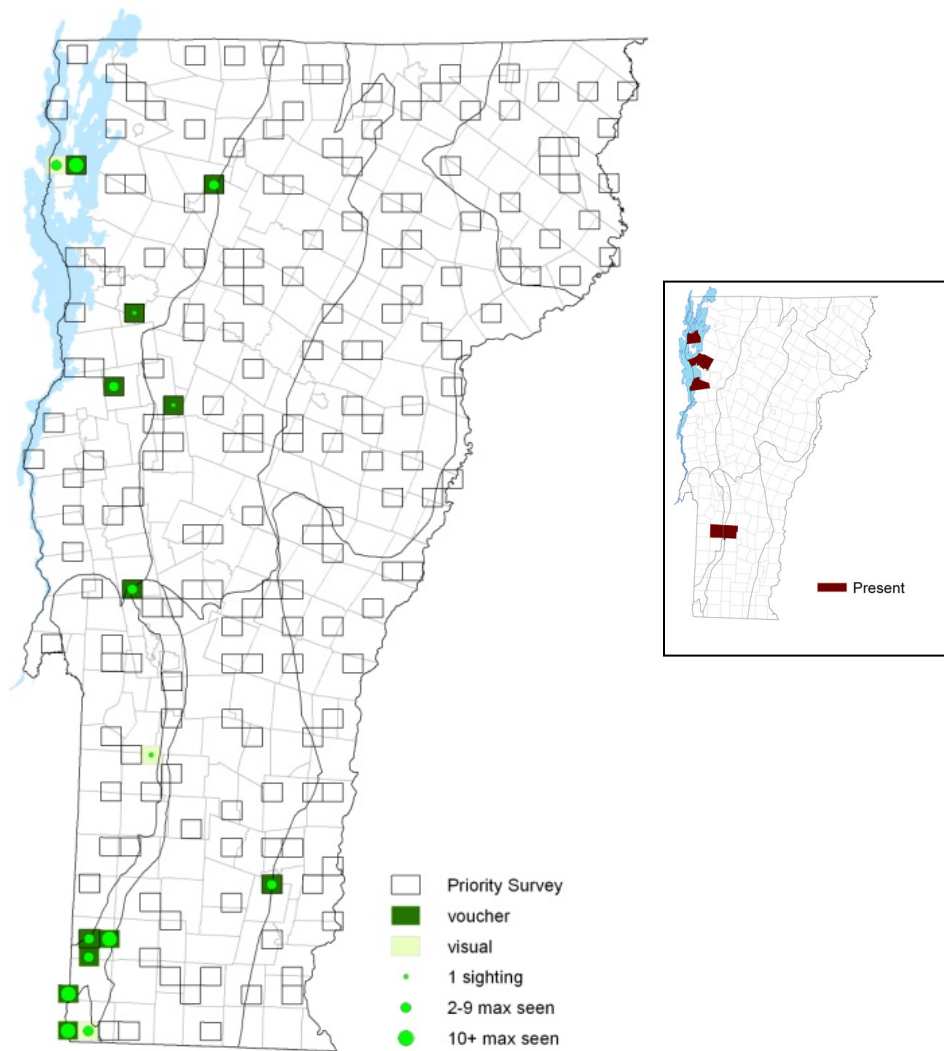 Present
Priority Survey
voucher
visual
1 sighting
2-9 max seen
10+ max seen